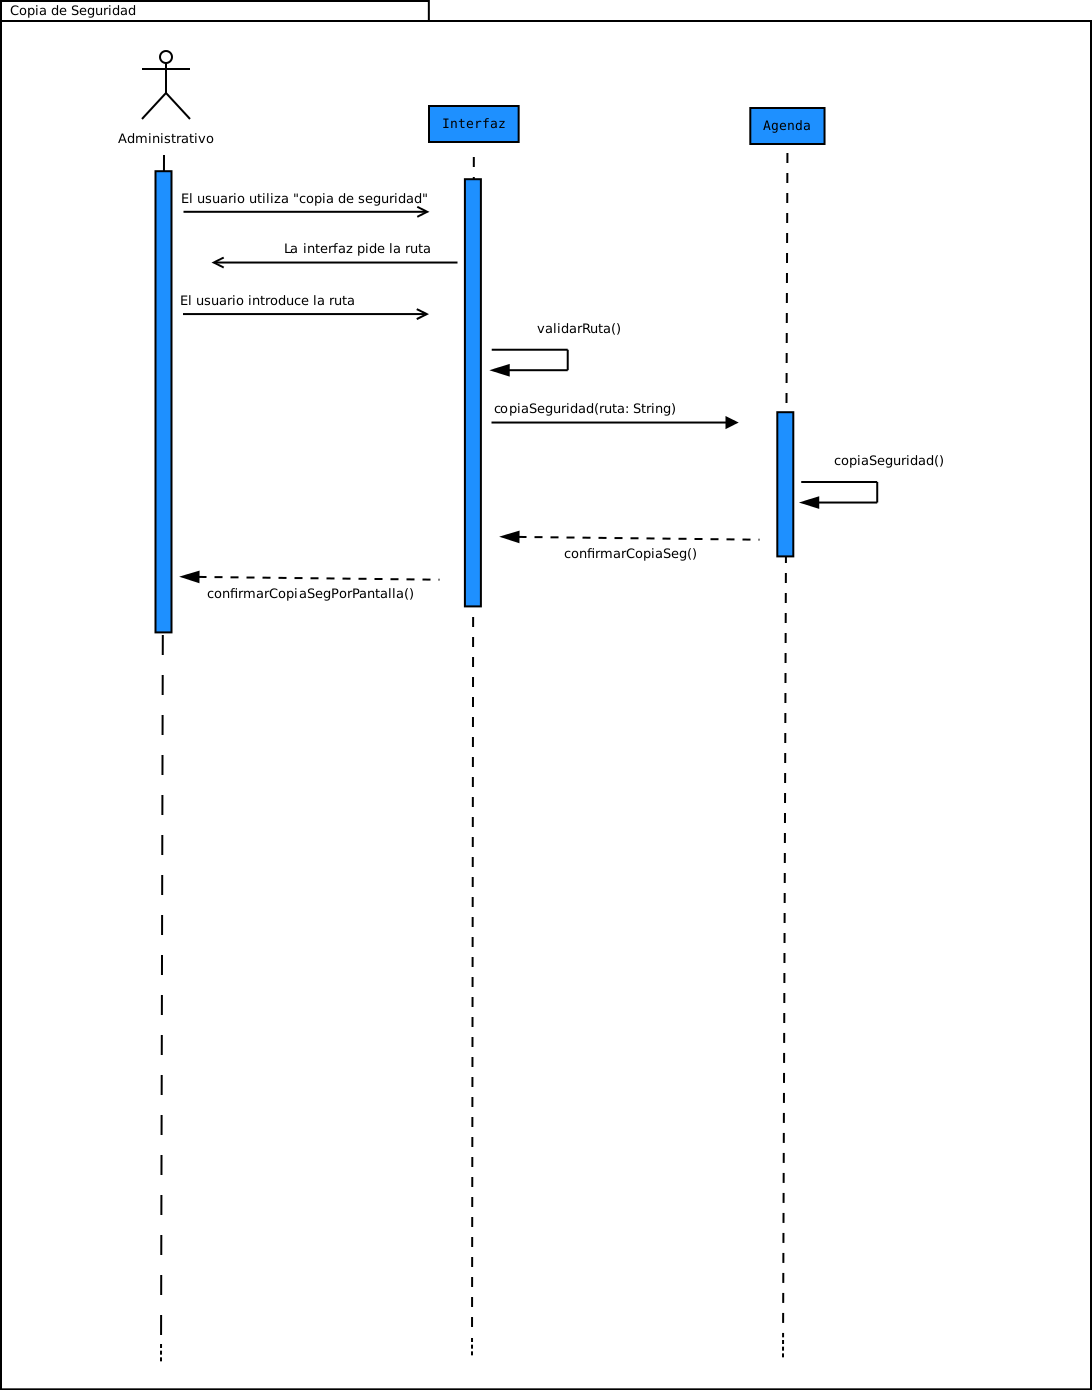 Copia de Seguridad
Administrativo
Interfaz
Agenda
El usuario utiliza "copia de seguridad"
La interfaz pide la ruta
El usuario introduce la ruta
validarRuta()
copiaSeguridad(ruta: String)
copiaSeguridad()
confirmarCopiaSeg()
confirmarCopiaSegPorPantalla()